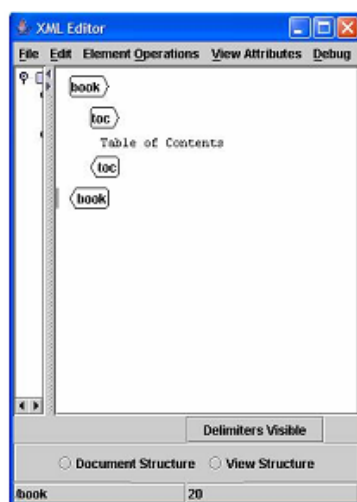 XML Editor
File Edit Element Operations View Attributes Debug
book
toc
Table of Contents
toc
book
Delimiters Visible
Document Structure View Structure
/book 20